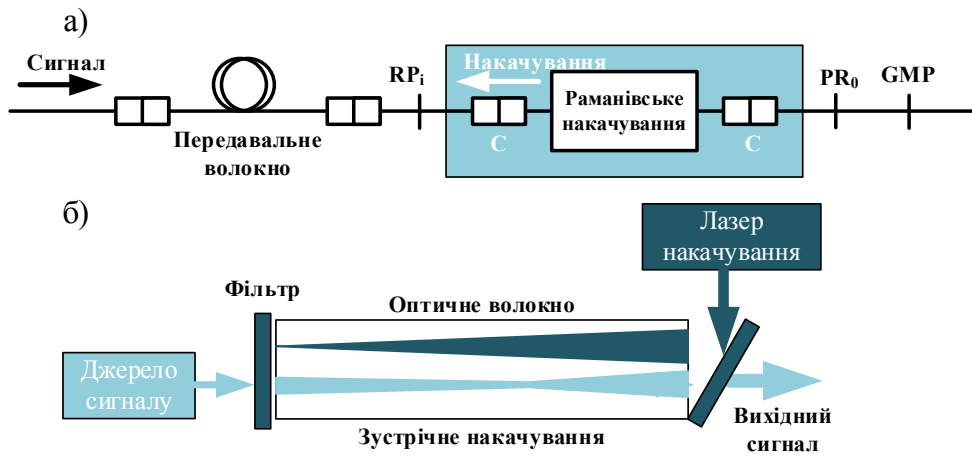 а)
Сигнал
Передавальне
волокно
RPi
Накачування
С
Раманівське
накачування
С
PR0
GMP
б)
Лазер
накачування
Фільтр
Оптичне волокно
Джерело
сигналу
Зустрічне накачування
Вихідний
сигнал